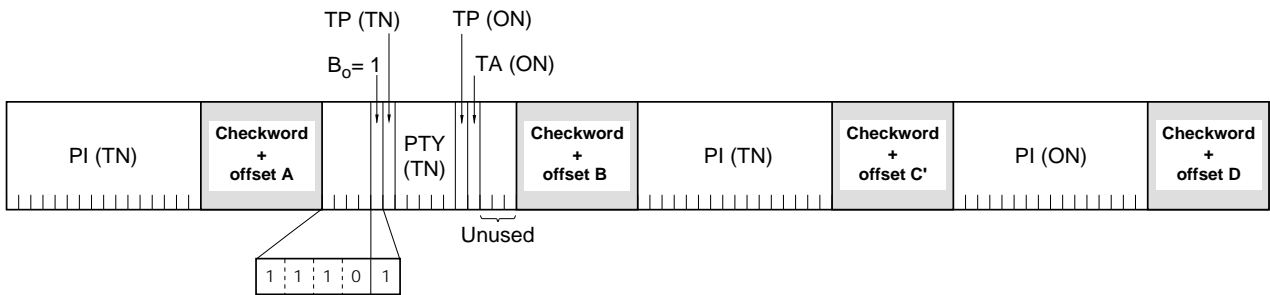 TP (TN)
TP (ON)
B₀= 1
TA (ON)
PI (TN)
Checkword
+
offset A
PTY
(TN)
Checkword
+
offset B
PI (TN)
Checkword
+
offset C'
PI (ON)
Checkword
+
offset D
Unused
1 1 1 0 1